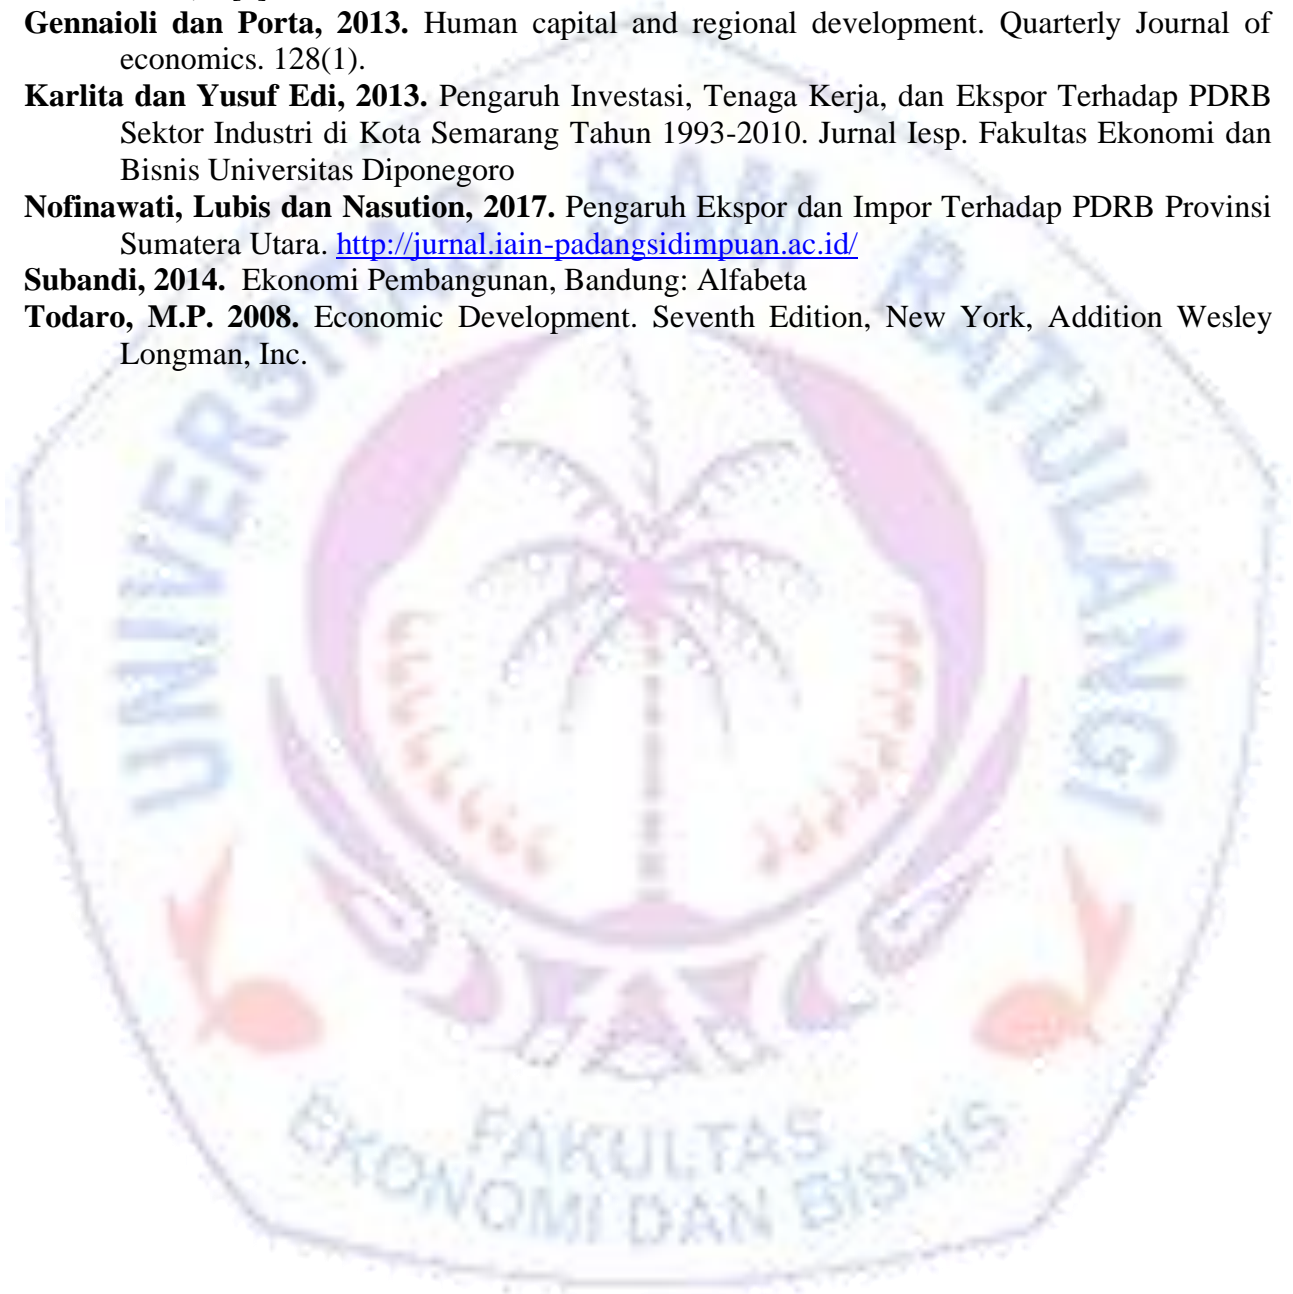 Gennaioli dan Porta, 2013. Human capital and regional development. Quarterly Journal of
economics. 128(1).
Karlita dan Yusuf Edi, 2013. Pengaruh Investasi, Tenaga Kerja, dan Ekspor Terhadap PDRB
Sektor Industri di Kota Semarang Tahun 1993-2010. Jurnal Iesp. Fakultas Ekonomi dan
Bisnis Universitas Diponegoro
Nofinawati, Lubis dan Nasution, 2017. Pengaruh Ekspor dan Impor Terhadap PDRB Provinsi
Sumatera Utara. http://jurnal.iain-padangsidimpuan.ac.id/
Subandi, 2014. Ekonomi Pembangunan, Bandung: Alfabeta
Todaro, M.P. 2008. Economic Development. Seventh Edition, New York, Addition Wesley
Longman, Inc.
UNIVERSITAS SAM RATULANGI
FAKULTAS
EKONOMI DAN BISNIS